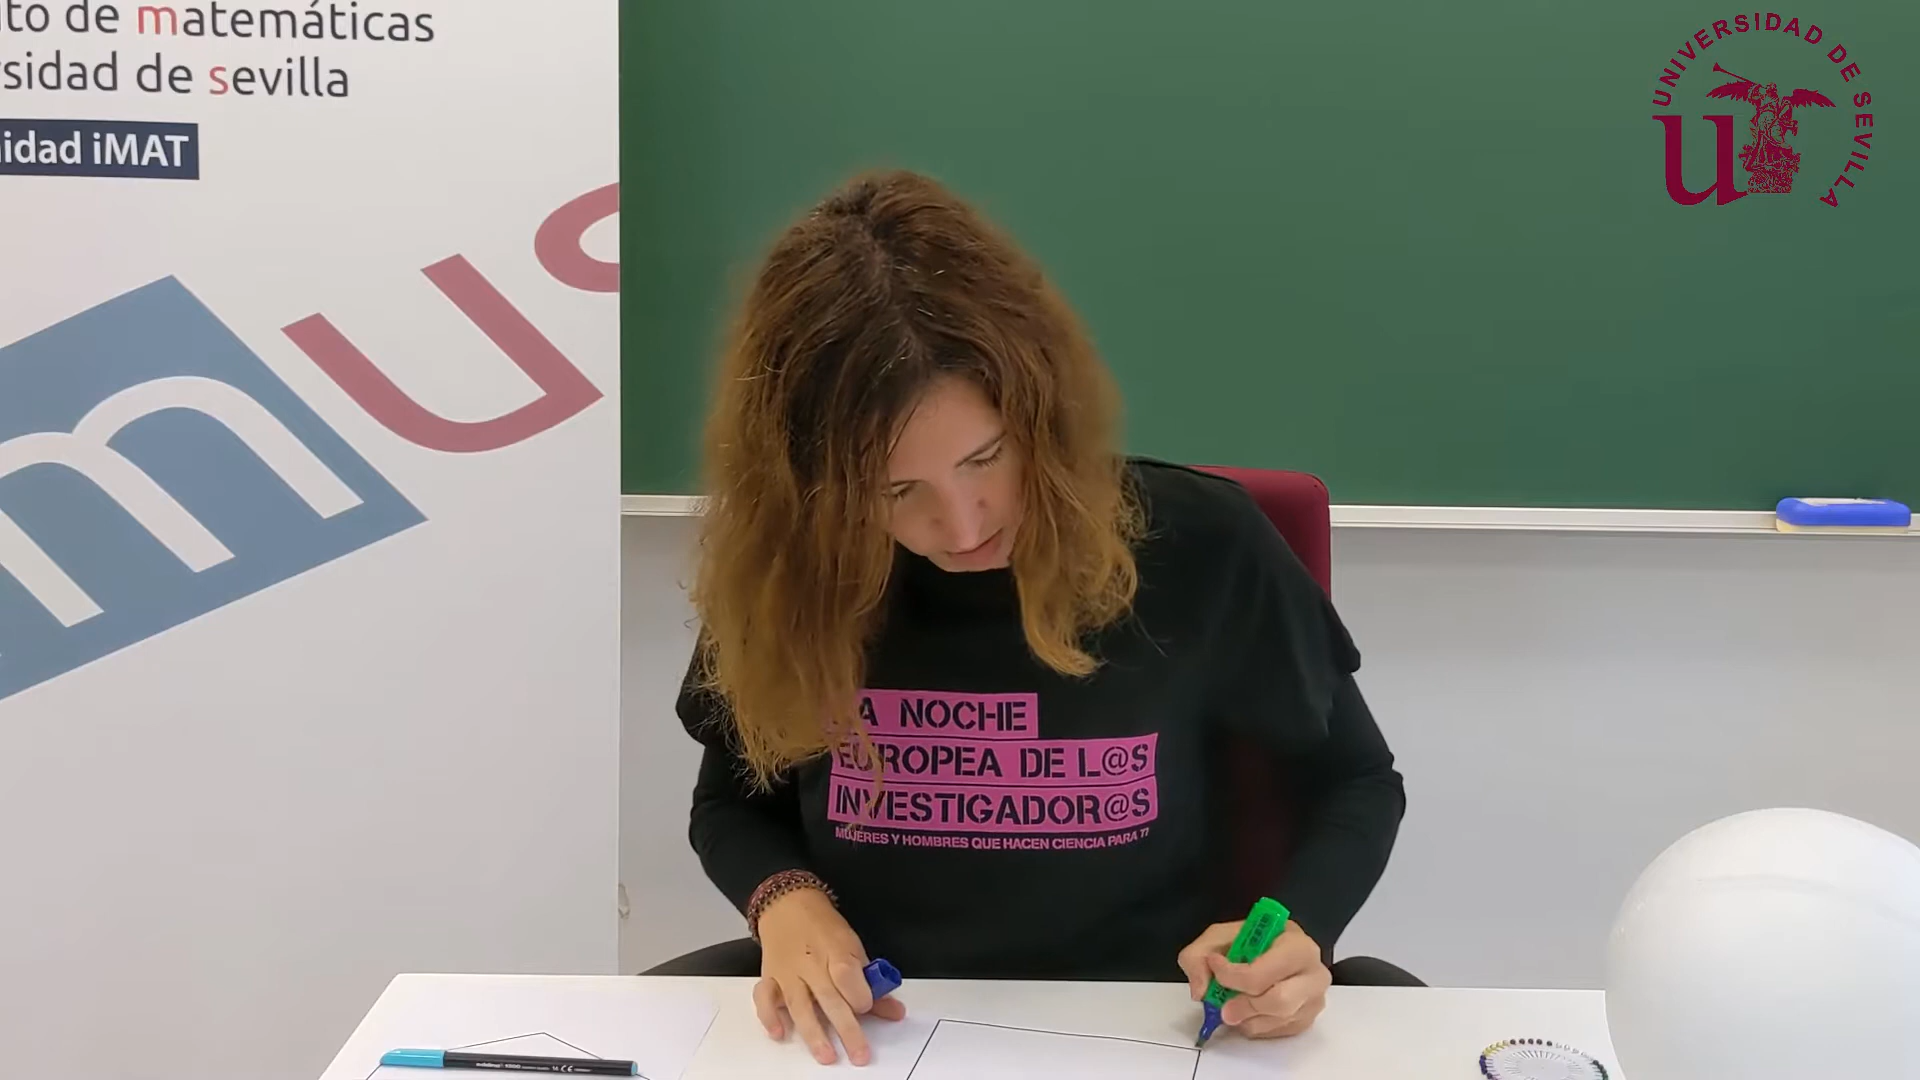 to de matemáticas
rsidad de sevilla
nidad iMAT
mus
UNIVERSIDAD DE SEVILLA
A NOCHE
EUROPEA DE L@S
INVESTIGADOR@S
MUJERES Y HOMBRES QUE HACEN CIENCIA PARA TI